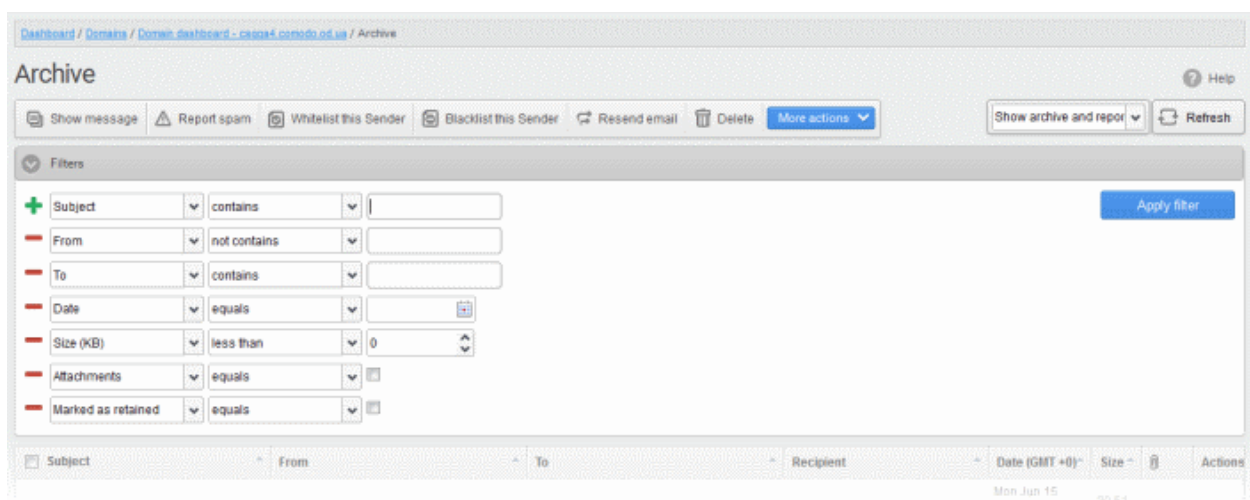 Dashboard / Domains / Domain dashboard - casqa4.comodo.od.ua / Archive
Archive
Help
Show message Report spam Whitelist this Sender Blacklist this Sender Resend email Delete More actions Show archive and repor Refresh
Filters
Subject contains Apply filter
From not contains
To contains
Date equals
Size (KB) less than 0
Attachments equals
Marked as retained equals
Subject From To Recipient Date (GMT +0) Size Actions
Mon Jun 15